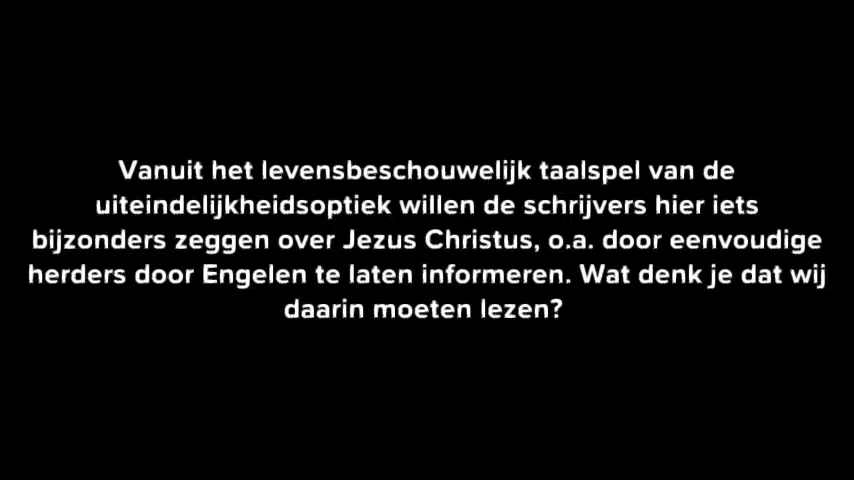 Vanuit het levensbeschouwelijk taalspel van de
uiteindelijkheidsoptiek willen de schrijvers hier iets
bijzonders zeggen over Jezus Christus, o.a. door eenvoudige
herders door Engelen te laten informeren. Wat denk je dat wij
daarin moeten lezen?